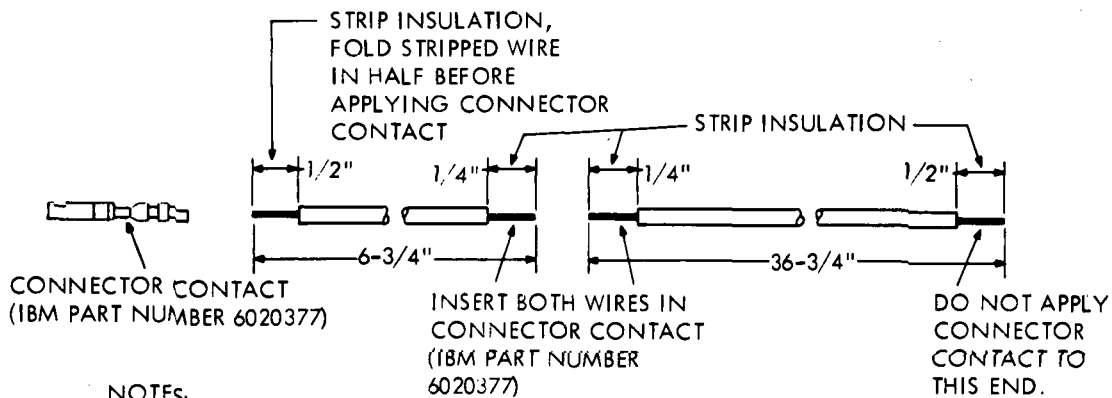 STRIP INSULATION,
FOLD STRIPPED WIRE
IN HALF BEFORE
APPLYING CONNECTOR
CONTACT
STRIP INSULATION
1/2"
1/4"
1/4"
1/2"
6-3/4"
36-3/4"
CONNECTOR CONTACT
(IBM PART NUMBER 6020377)
INSERT BOTH WIRES IN
CONNECTOR CONTACT
(IBM PART NUMBER
6020377)
DO NOT APPLY
CONNECTOR
CONTACT TO
THIS END.
NOTES.